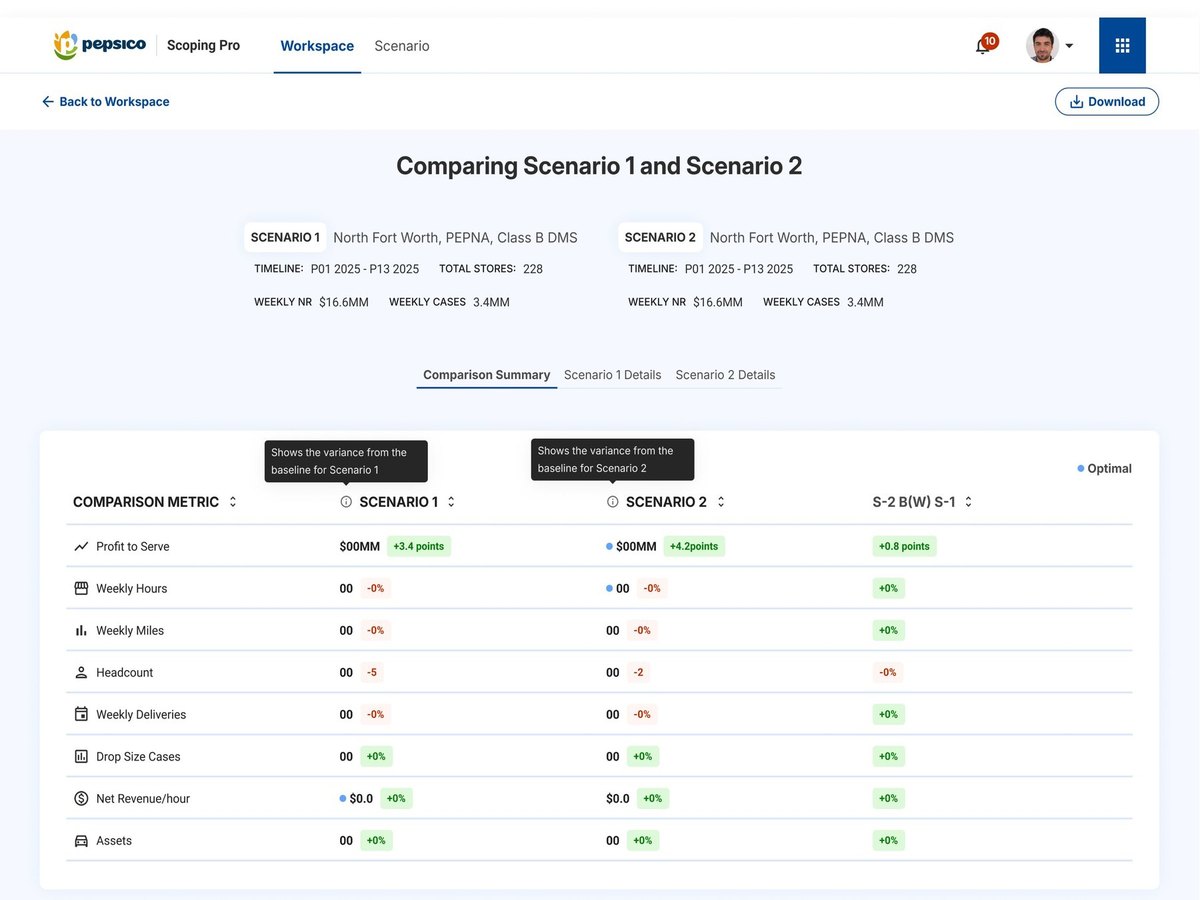 pepsico Scoping Pro Workspace Scenario 10
Back to Workspace Download
Comparing Scenario 1 and Scenario 2
SCENARIO 1 North Fort Worth, PEPNA, Class B DMS
TIMELINE: P01 2025 - P13 2025 TOTAL STORES: 228
WEEKLY NR $16.6MM WEEKLY CASES 3.4MM
SCENARIO 2 North Fort Worth, PEPNA, Class B DMS
TIMELINE: P01 2025 - P13 2025 TOTAL STORES: 228
WEEKLY NR $16.6MM WEEKLY CASES 3.4MM
Comparison Summary Scenario 1 Details Scenario 2 Details
Shows the variance from the
baseline for Scenario 1
Shows the variance from the
baseline for Scenario 2
Optimal
COMPARISON METRIC SCENARIO 1 SCENARIO 2 S-2 B(W) S-1
Profit to Serve $00MM +3.4 points $00MM +4.2points +0.8 points
Weekly Hours 00 -0% 00 -0% +0%
Weekly Miles 00 -0% 00 -0% +0%
Headcount 00 -5 00 -2 -0%
Weekly Deliveries 00 -0% 00 -0% +0%
Drop Size Cases 00 +0% 00 +0% +0%
Net Revenue/hour $0.0 +0% $0.0 +0% +0%
Assets 00 +0% 00 +0% +0%